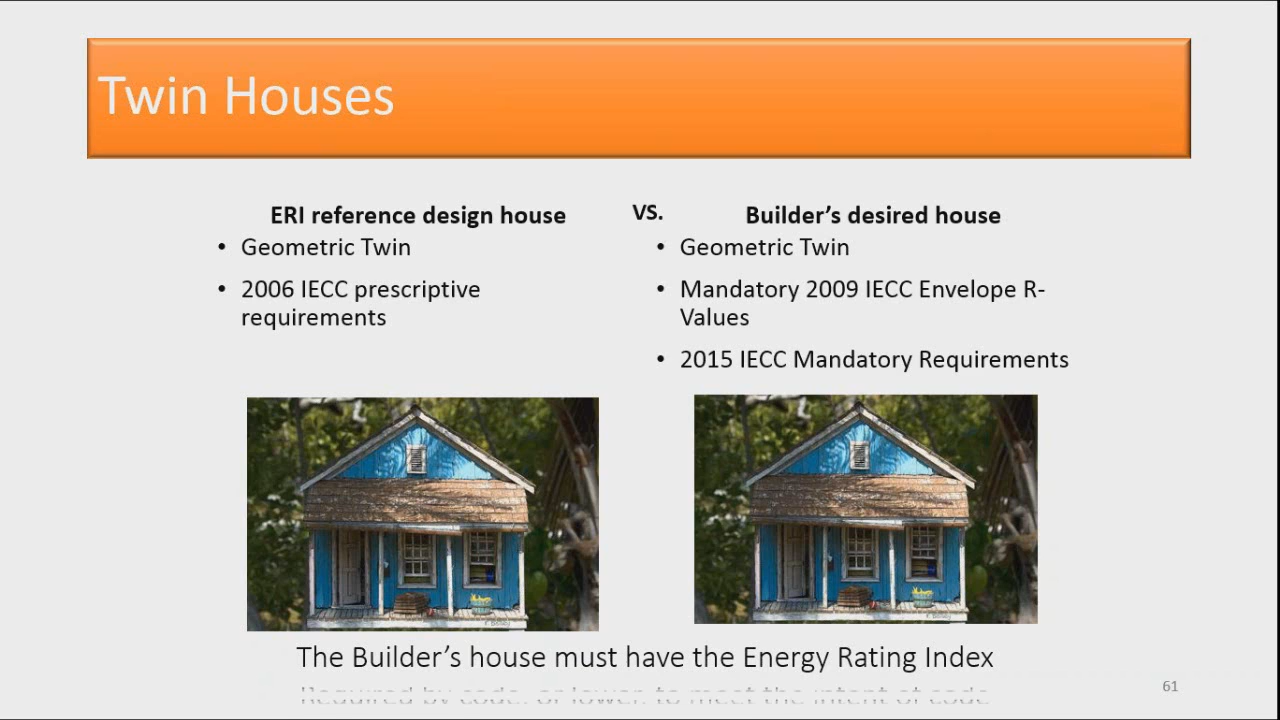 Twin Houses
ERI reference design house
vs.
Builder’s desired house
• Geometric Twin
• 2006 IECC prescriptive
requirements
• Geometric Twin
• Mandatory 2009 IECC Envelope R-
Values
• 2015 IECC Mandatory Requirements
The Builder’s house must have the Energy Rating Index
Required by code, or lower, to meet the intent of code
61